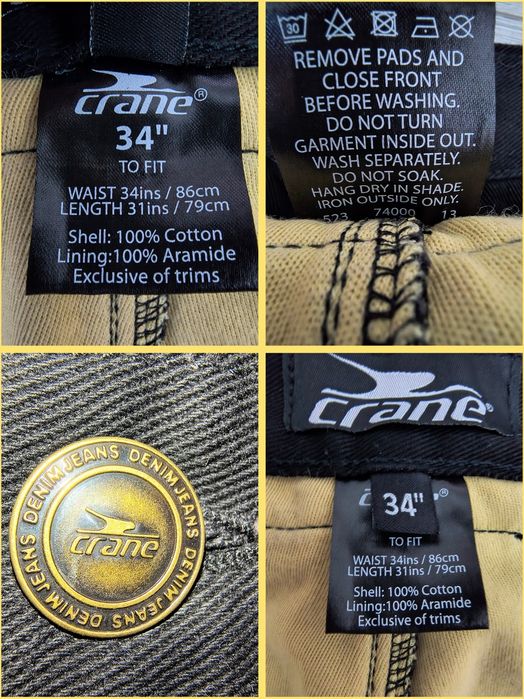 crane®
34"
TO FIT
WAIST 34ins / 86cm
LENGTH 31ins / 79cm
Shell: 100% Cotton
Lining:100% Aramide
Exclusive of trims
30
REMOVE PADS AND
CLOSE FRONT
BEFORE WASHING.
DO NOT TURN
GARMENT INSIDE OUT.
WASH SEPARATELY.
DO NOT SOAK.
HANG DRY IN SHADE.
IRON OUTSIDE ONLY.
523 74000 13
DENIM JEANS DENIM JEANS DENIM JEANS DENIM JEANS
crane
crane®
34"
TO FIT
WAIST 34ins / 86cm
LENGTH 31ins / 79cm
Shell: 100% Cotton
Lining:100% Aramide
Exclusive of trims